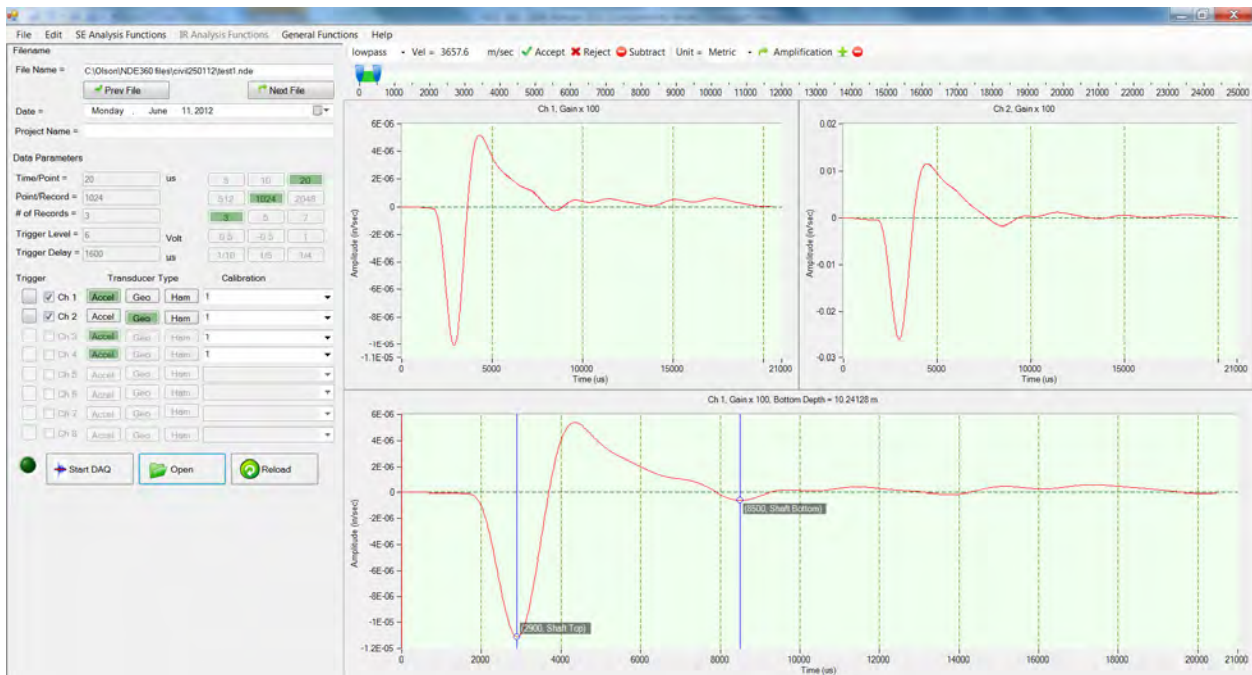 File Edit SE Analysis Functions IR Analysis Functions General Functions Help
Filename
File Name = C:\Olson\NDE360 files\civil250112\test1.nde
Prev File Next File
Date = Monday , June 11, 2012
Project Name =
Data Parameters
Time/Point = 20 us 10 20
Point/Record = 1024 512 1024 2048
# of Records = 3 3 5 7
Trigger Level = 6 Volt 0.5 -0.5 1
Trigger Delay = 1600 us 1/10 1/5 1/4
Trigger Transducer Type Calibration
Ch 1 Accel Geo Ham 1
Ch 2 Accel Geo Ham 1
Ch 3 Accel Geo Ham 1
Ch 4 Accel Geo Ham 1
Ch 5 Accel Geo Ham
Ch 6 Accel Geo Ham
Ch 7 Accel Geo Ham
Ch 8 Accel Geo Ham
Start DAQ Open Reload
lowpass - Vel = 3657.6 m/sec Accept Reject Subtract Unit = Metric - Amplification
0 1000 2000 3000 4000 5000 6000 7000 8000 9000 10000 11000 12000 13000 14000 15000 16000 17000 18000 19000 20000 21000 22000 23000 24000 25000
Ch 1, Gain x 100
6E-06
4E-06
2E-06
0
-2E-06
-4E-06
-6E-06
-8E-06
-1E-05
-1.1E-05
Amplitude (in/sec)
0 5000 10000 15000 21000
Time (us)
Ch 2, Gain x 100
0.02
0.01
0
-0.01
-0.02
-0.03
Amplitude (in/sec)
0 5000 10000 15000 21000
Time (us)
Ch 1, Gain x 100, Bottom Depth = 10.24128 m
6E-06
4E-06
2E-06
0
-2E-06
-4E-06
-6E-06
-8E-06
-1E-05
-1.2E-05
Amplitude (in/sec)
(8500, Shaft Bottom)
(2900, Shaft Top)
0 2000 4000 6000 8000 10000 12000 14000 16000 18000 20000 21000
Time (us)